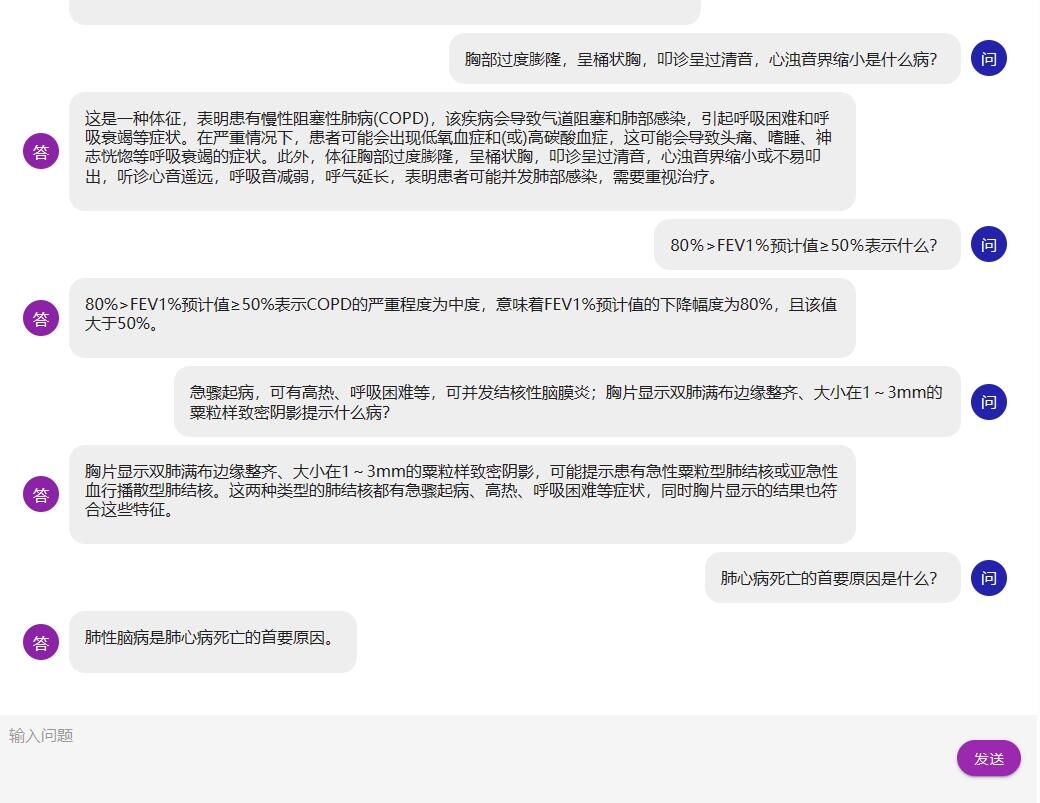 胸部过度膨隆，呈桶状胸，叩诊呈过清音，心浊音界缩小是什么病？
问
这是一种体征，表明患有慢性阻塞性肺病(COPD)，该疾病会导致气道阻塞和肺部感染，引起呼吸困难和呼
吸衰竭等症状。在严重情况下，患者可能会出现低氧血症和(或)高碳酸血症，这可能会导致头痛、嗜睡、神
志恍惚等呼吸衰竭的症状。此外，体征胸部过度膨隆，呈桶状胸，叩诊呈过清音，心浊音界缩小或不易叩
出，听诊心音遥远，呼吸音减弱，呼气延长，表明患者可能并发肺部感染，需要重视治疗。
答
80%>FEV1%预计值≥50%表示什么？
问
80%>FEV1%预计值≥50%表示COPD的严重程度为中度，意味着FEV1%预计值的下降幅度为80%，且该值
大于50%。
答
急骤起病，可有高热、呼吸困难等，可并发结核性脑膜炎；胸片显示双肺满布边缘整齐、大小在1～3mm的
粟粒样致密阴影提示什么病？
问
胸片显示双肺满布边缘整齐、大小在1～3mm的粟粒样致密阴影，可能提示患有急性粟粒型肺结核或亚急性
血行播散型肺结核。这两种类型的肺结核都有急骤起病、高热、呼吸困难等症状，同时胸片显示的结果也符
合这些特征。
答
肺心病死亡的首要原因是什么？
问
肺性脑病是肺心病死亡的首要原因。
答
输入问题
发送